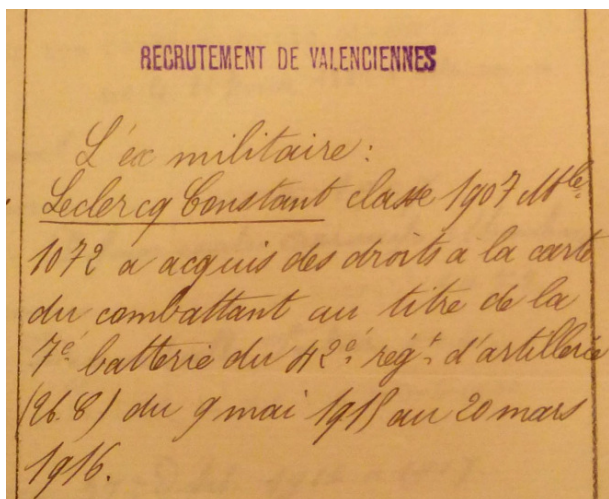 RECRUTEMENT DE VALENCIENNES
L'ex militaire :
Leclercq Constant classe 1907 Mle
1072 a acquis des droits à la carte
du combattant au titre de la
7e batterie du 42e régt d'artillerie
(26.8) du 9 mai 1915 au 20 mars
1916.